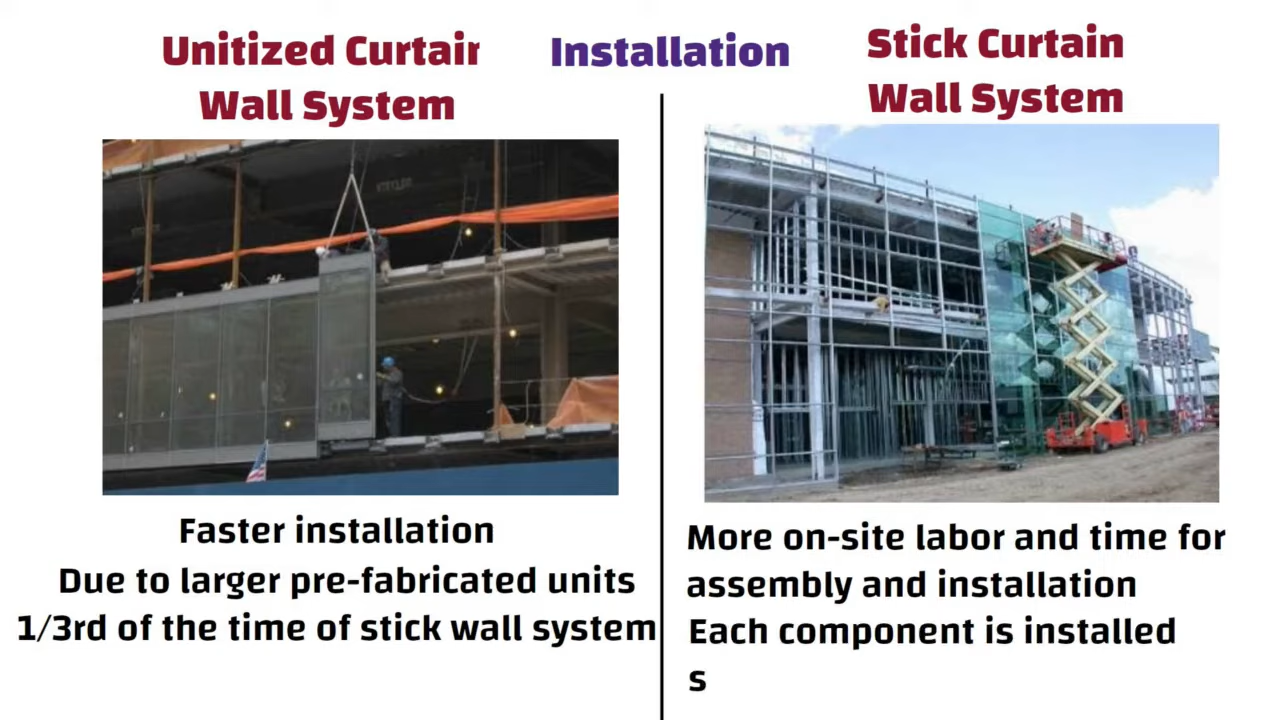 Unitized Curtain
Wall System
Installation
Stick Curtain
Wall System
Faster installation
Due to larger pre-fabricated units
1/3rd of the time of stick wall system
More on-site labor and time for
assembly and installation
Each component is installed
s